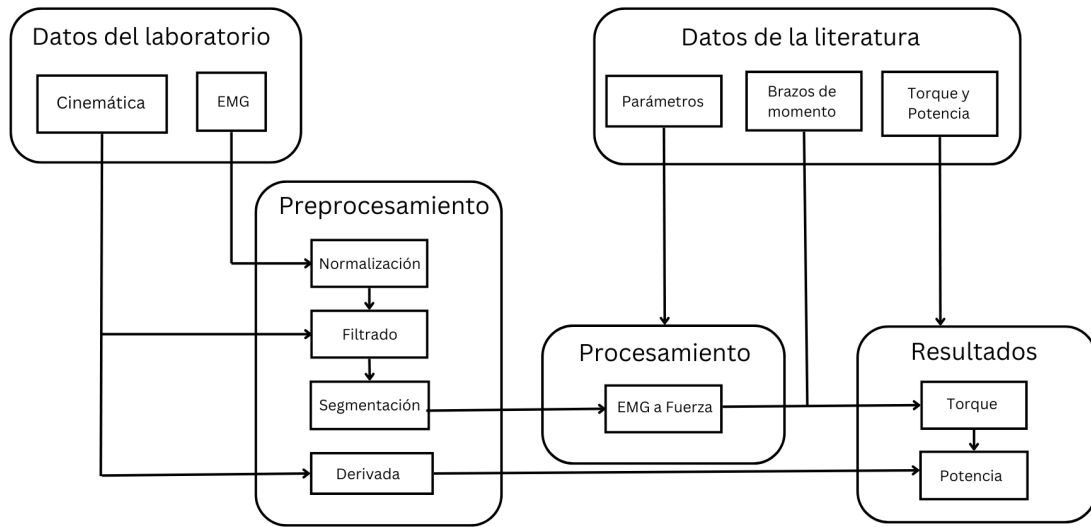 Datos del laboratorio
Cinemática
EMG
Datos de la literatura
Parámetros
Brazos de
momento
Torque y
Potencia
Preprocesamiento
Normalización
Filtrado
Segmentación
Derivada
Procesamiento
EMG a Fuerza
Resultados
Torque
Potencia